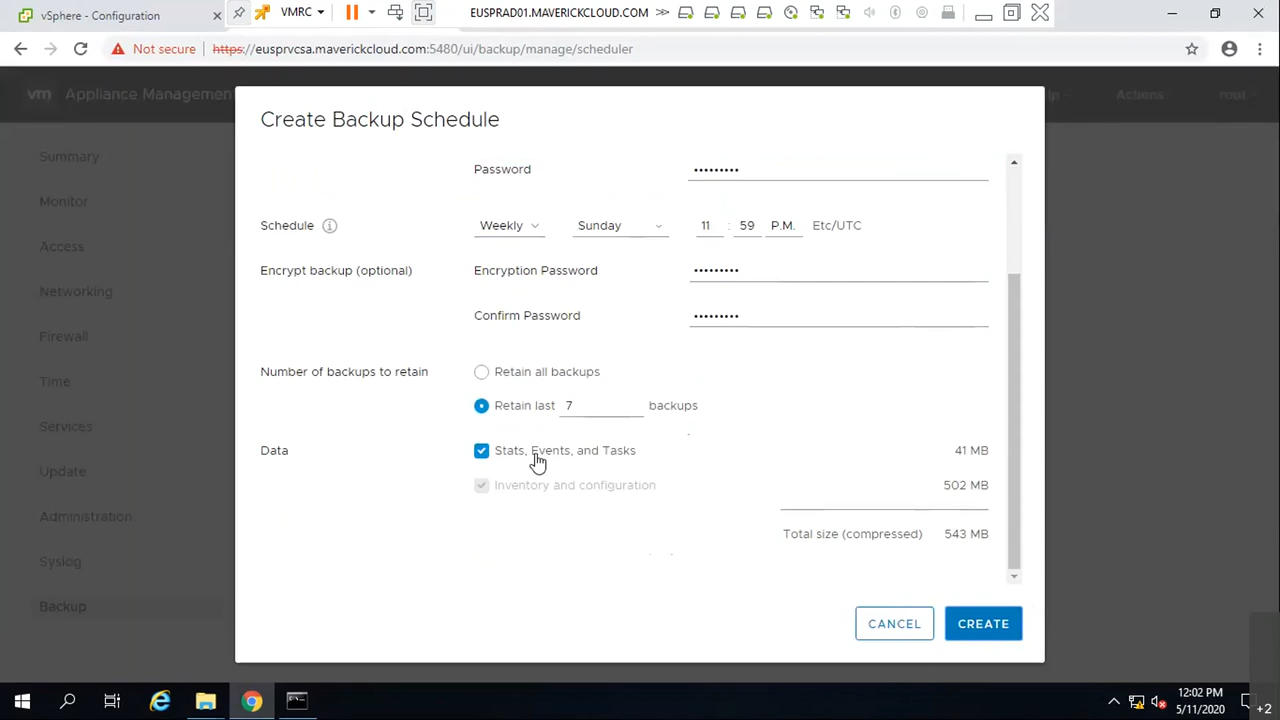 vSphere - Configuration
VMRC
EUSPRAD01.MAVERICKCLOUD.COM
Not secure
https://eusprvcsa.maverickcloud.com:5480/ui/backup/manage/scheduler
vm Appliance Management
Actions
Create Backup Schedule
Summary
Monitor
Access
Networking
Firewall
Time
Services
Update
Administration
Syslog
Backup
Password •••••••••
Schedule Weekly Sunday 11 : 59 P.M. Etc/UTC
Encrypt backup (optional) Encryption Password •••••••••
Confirm Password •••••••••
Number of backups to retain Retain all backups
Retain last 7 backups
Data Stats, Events, and Tasks 41 MB
Inventory and configuration 502 MB
Total size (compressed) 543 MB
CANCEL CREATE
12:02 PM
5/11/2020
+2